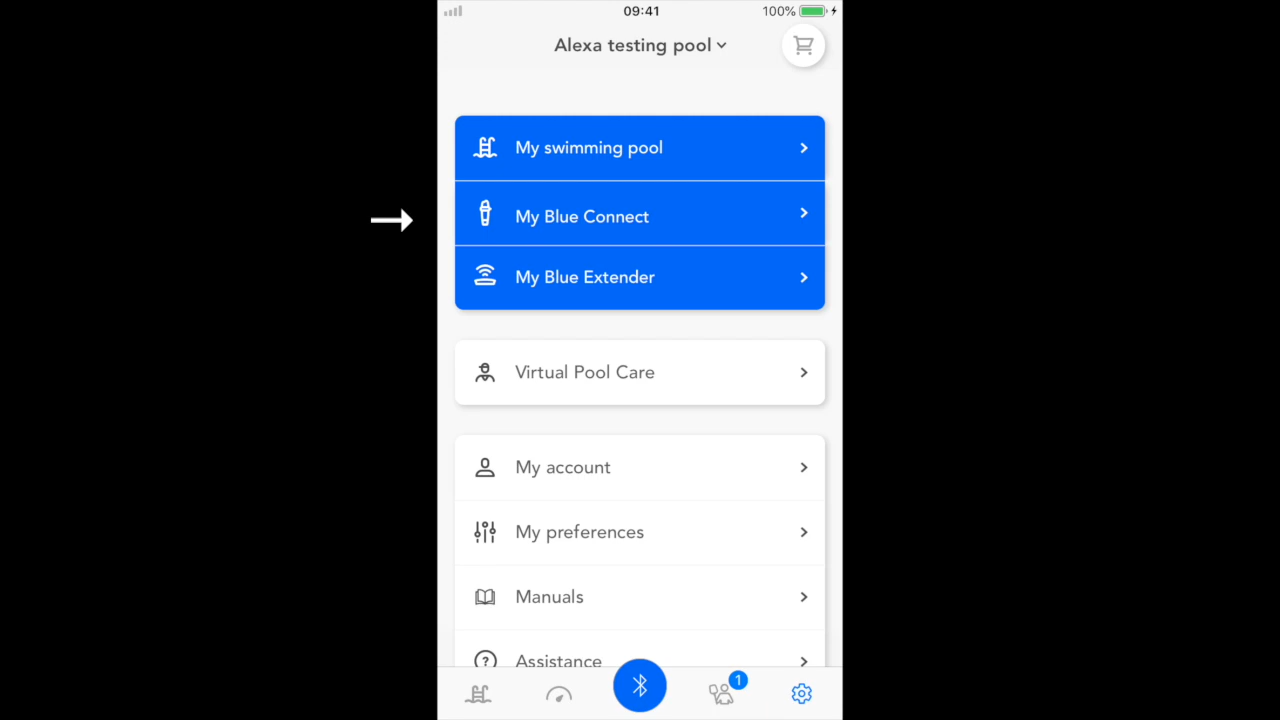 09:41
100%
Alexa testing pool
My swimming pool
My Blue Connect
My Blue Extender
Virtual Pool Care
My account
My preferences
Manuals
Assistance
1